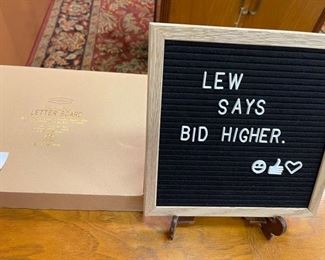 LETTER BOARD
LEW
SAYS
BID HIGHER.